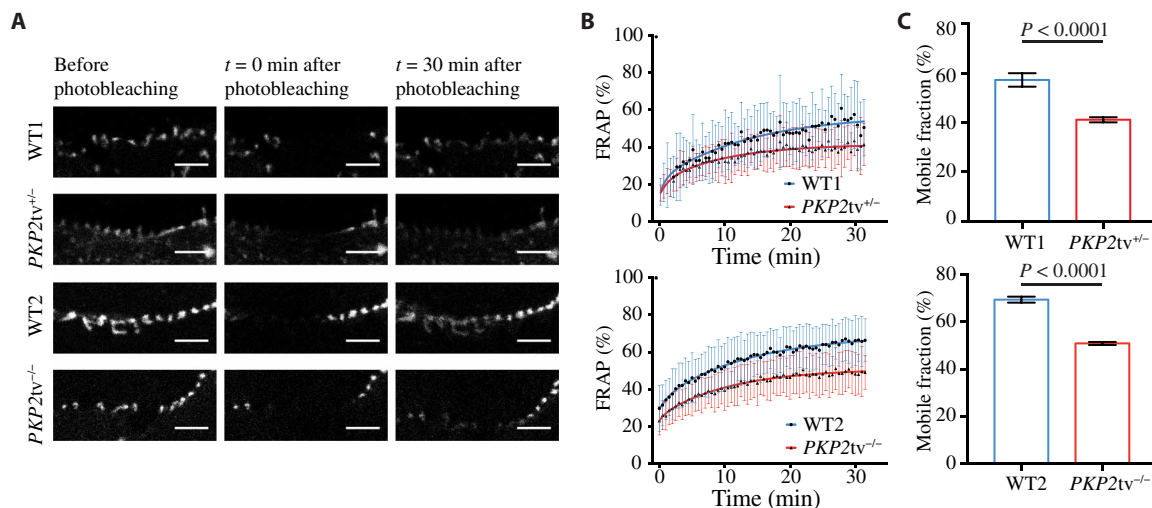 A
Before photobleaching
t = 0 min after photobleaching
t = 30 min after photobleaching
WT1
PKP2tv+/−
WT2
PKP2tv−/−
B
FRAP (%)
100
80
60
40
20
0
WT1
PKP2tv+/−
0 10 20 30
Time (min)
FRAP (%)
100
80
60
40
20
0
WT2
PKP2tv−/−
0 10 20 30
Time (min)
C
Mobile fraction (%)
80
60
40
20
0
P < 0.0001
WT1 PKP2tv+/−
Mobile fraction (%)
80
60
40
20
0
P < 0.0001
WT2 PKP2tv−/−